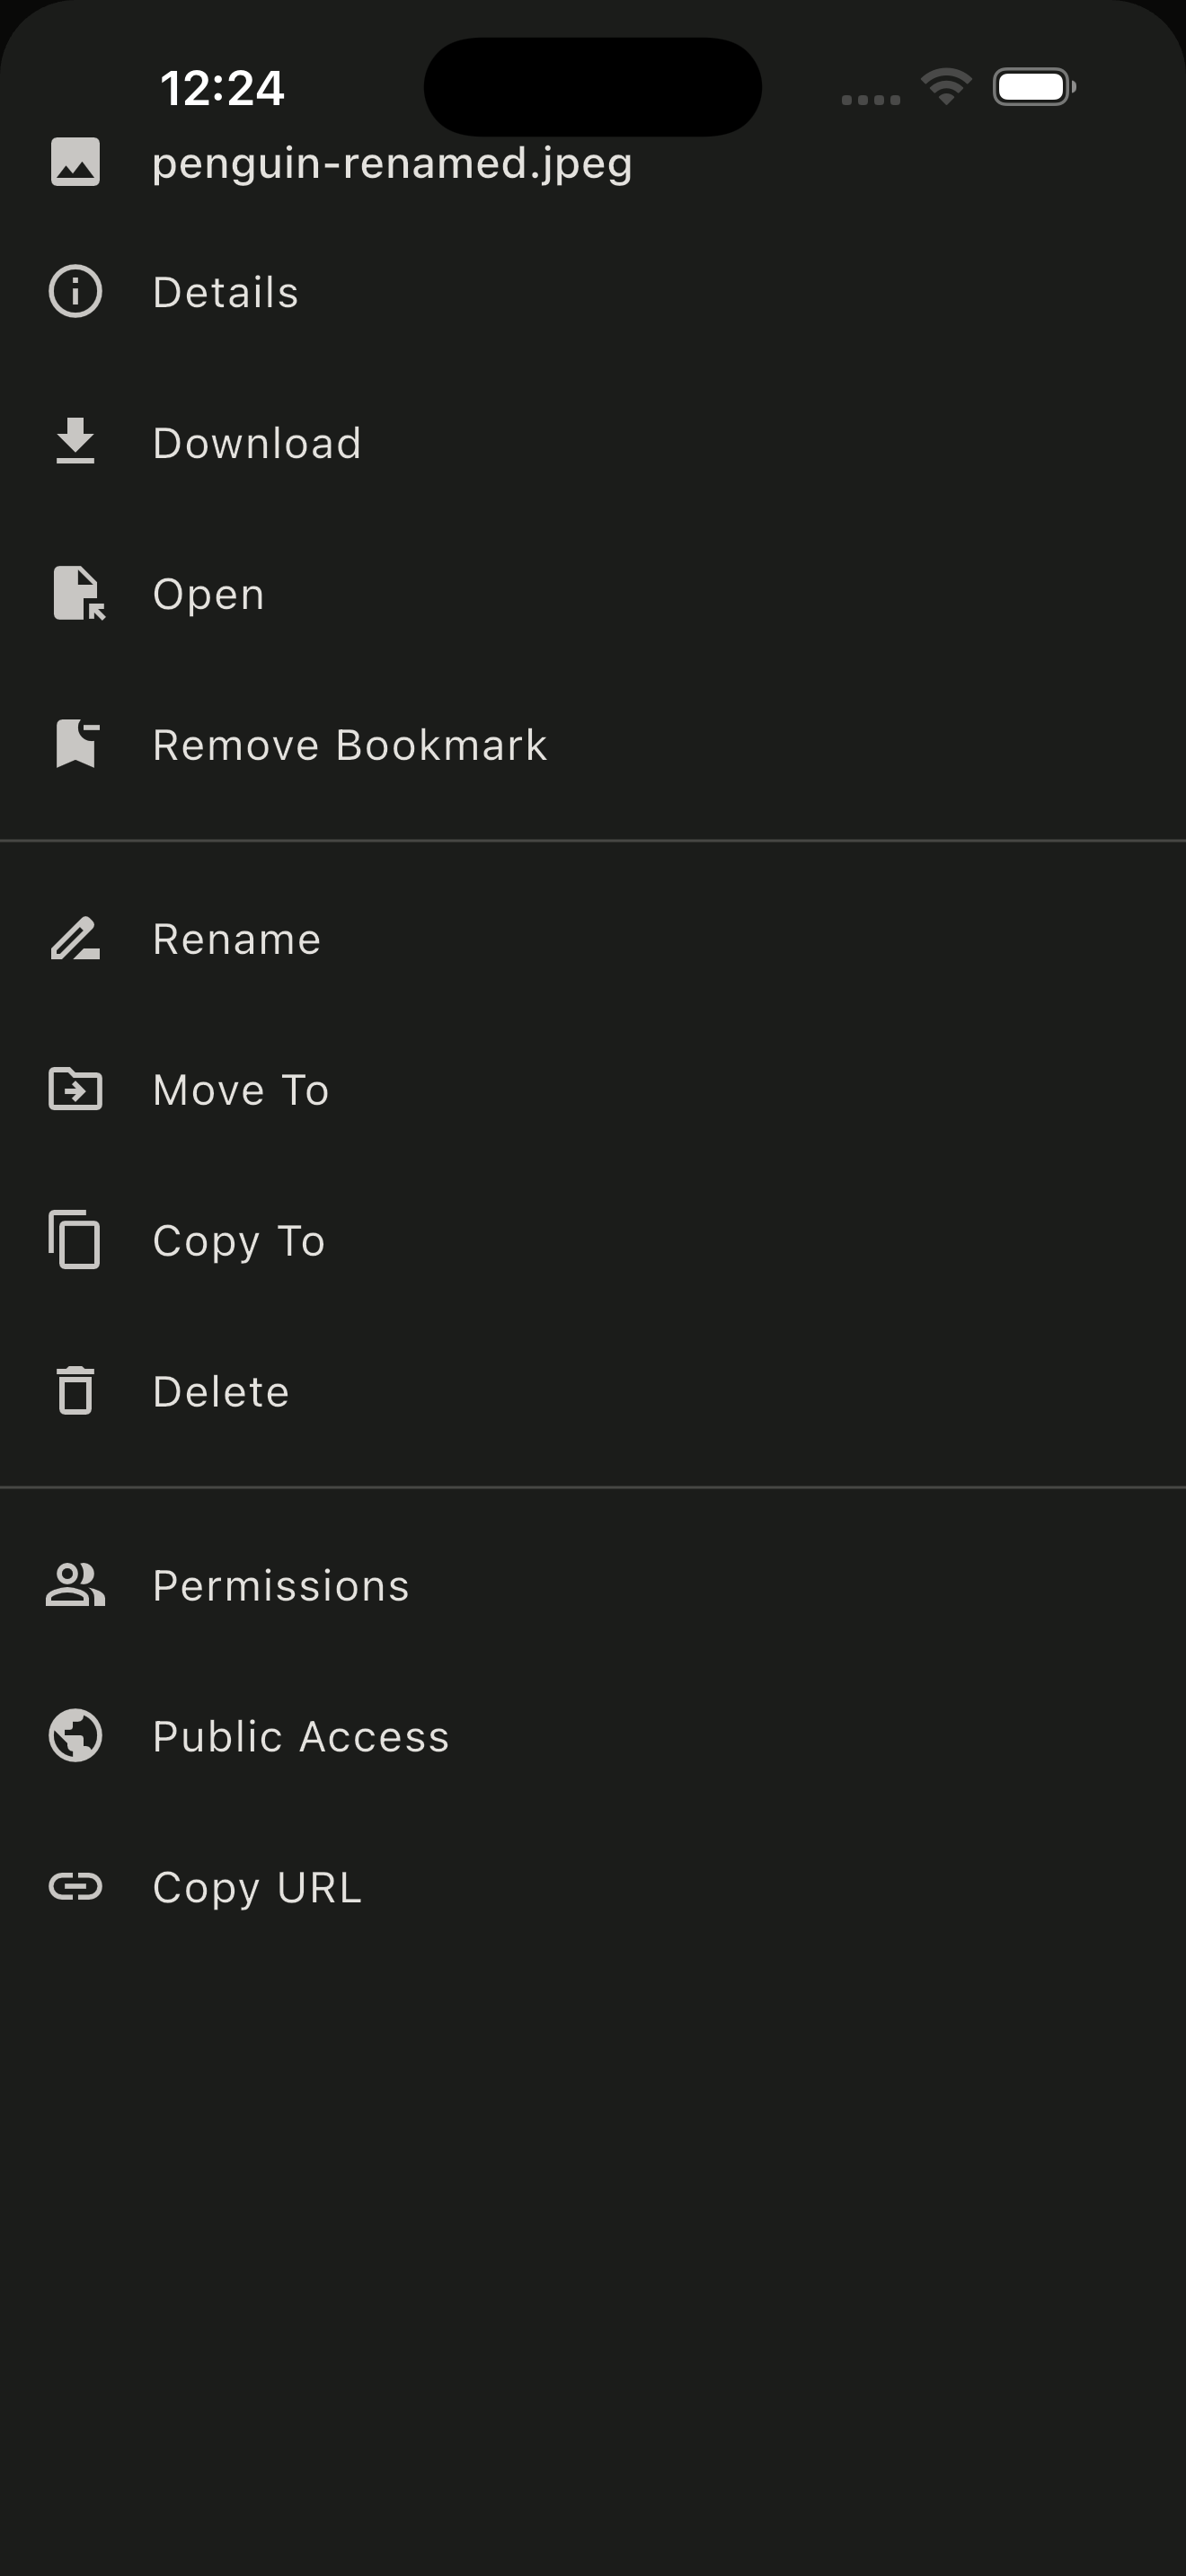 12:24
penguin-renamed.jpeg
Details
Download
Open
Remove Bookmark
Rename
Move To
Copy To
Delete
Permissions
Public Access
Copy URL